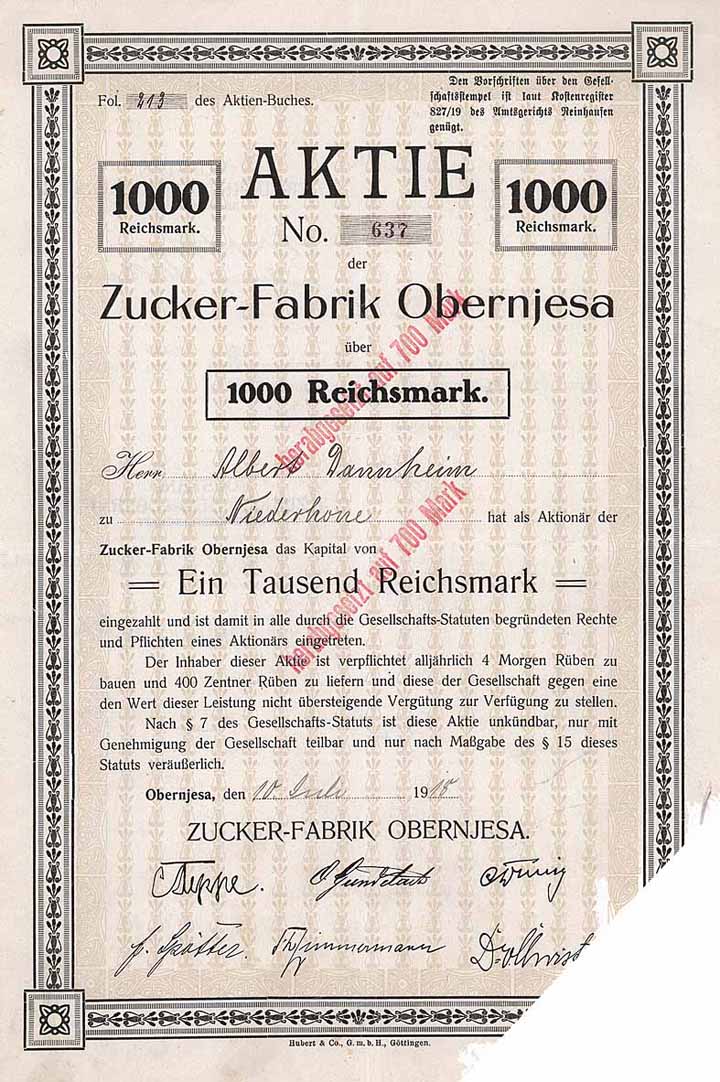 Fol. 213 des Aktien-Buches.
Den Vorschriften über den Gesell-
schaftsstempel ist laut Kostenregister
827/19 des Amtsgerichts Reinhausen
genügt.
1000
Reichsmark.
AKTIE
1000
Reichsmark.
No. 637
der
Zucker-Fabrik Obernjesa
über
1000 Reichsmark.
herabgesetzt auf 700 Mark
Herr Albert Dannheim
zu Niederhone hat als Aktionär der
Zucker-Fabrik Obernjesa das Kapital von
= Ein Tausend Reichsmark =
herabgesetzt auf 700 Mark
eingezahlt und ist damit in alle durch die Gesellschafts-Statuten begründeten Rechte
und Pflichten eines Aktionärs eingetreten.
Der Inhaber dieser Aktie ist verpflichtet alljährlich 4 Morgen Rüben zu
bauen und 400 Zentner Rüben zu liefern und diese der Gesellschaft gegen eine
den Wert dieser Leistung nicht übersteigende Vergütung zur Verfügung zu stellen.
Nach § 7 des Gesellschafts-Statuts ist diese Aktie unkündbar, nur mit
Genehmigung der Gesellschaft teilbar und nur nach Maßgabe des § 15 dieses
Statuts veräußerlich.
Obernjesa, den 10 Juli 1918
ZUCKER-FABRIK OBERNJESA.
Zimmermann
Hubert & Co., G. m. b. H., Göttingen.